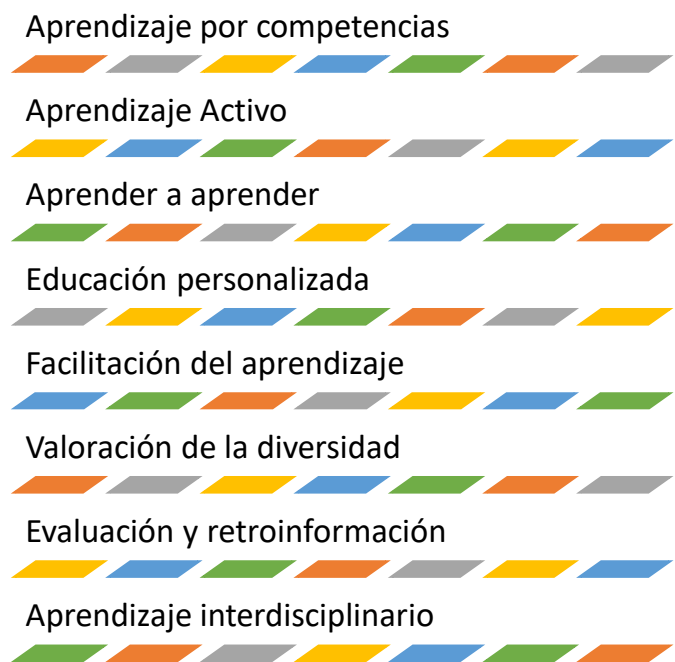 Aprendizaje por competencias
Aprendizaje Activo
Aprender a aprender
Educación personalizada
Facilitación del aprendizaje
Valoración de la diversidad
Evaluación y retroinformación
Aprendizaje interdisciplinario